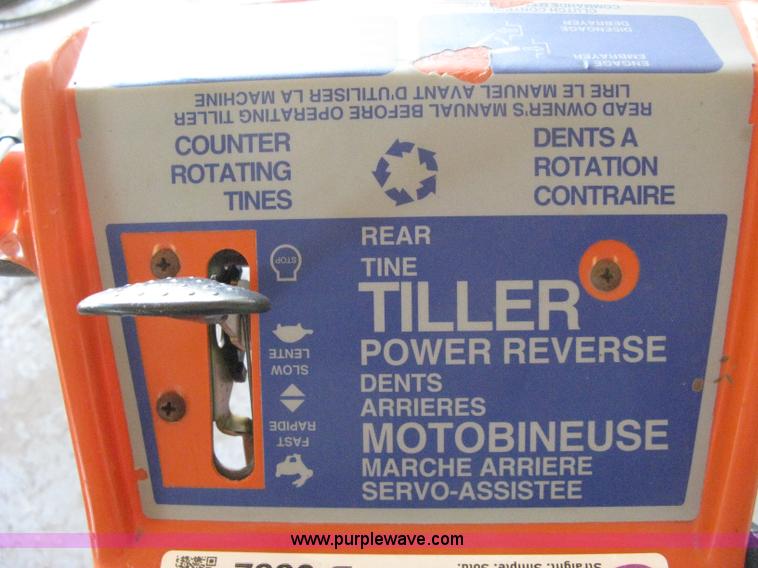 CLUTCH CONTROL
DEBRAYER
DISENGAGE
EMBRAYER
ENGAGE
LIRE LE MANUEL AVANT D'UTILISER LA MACHINE
READ OWNER'S MANUAL BEFORE OPERATING TILLER
COUNTER
ROTATING
TINES
DENTS A
ROTATION
CONTRAIRE
STOP
LENTE
SLOW
RAPIDE
FAST
REAR
TINE
TILLER
POWER REVERSE
DENTS
ARRIERES
MOTOBINEUSE
MARCHE ARRIERE
SERVO-ASSISTEE
www.purplewave.com
Straight. Simple. Sold.